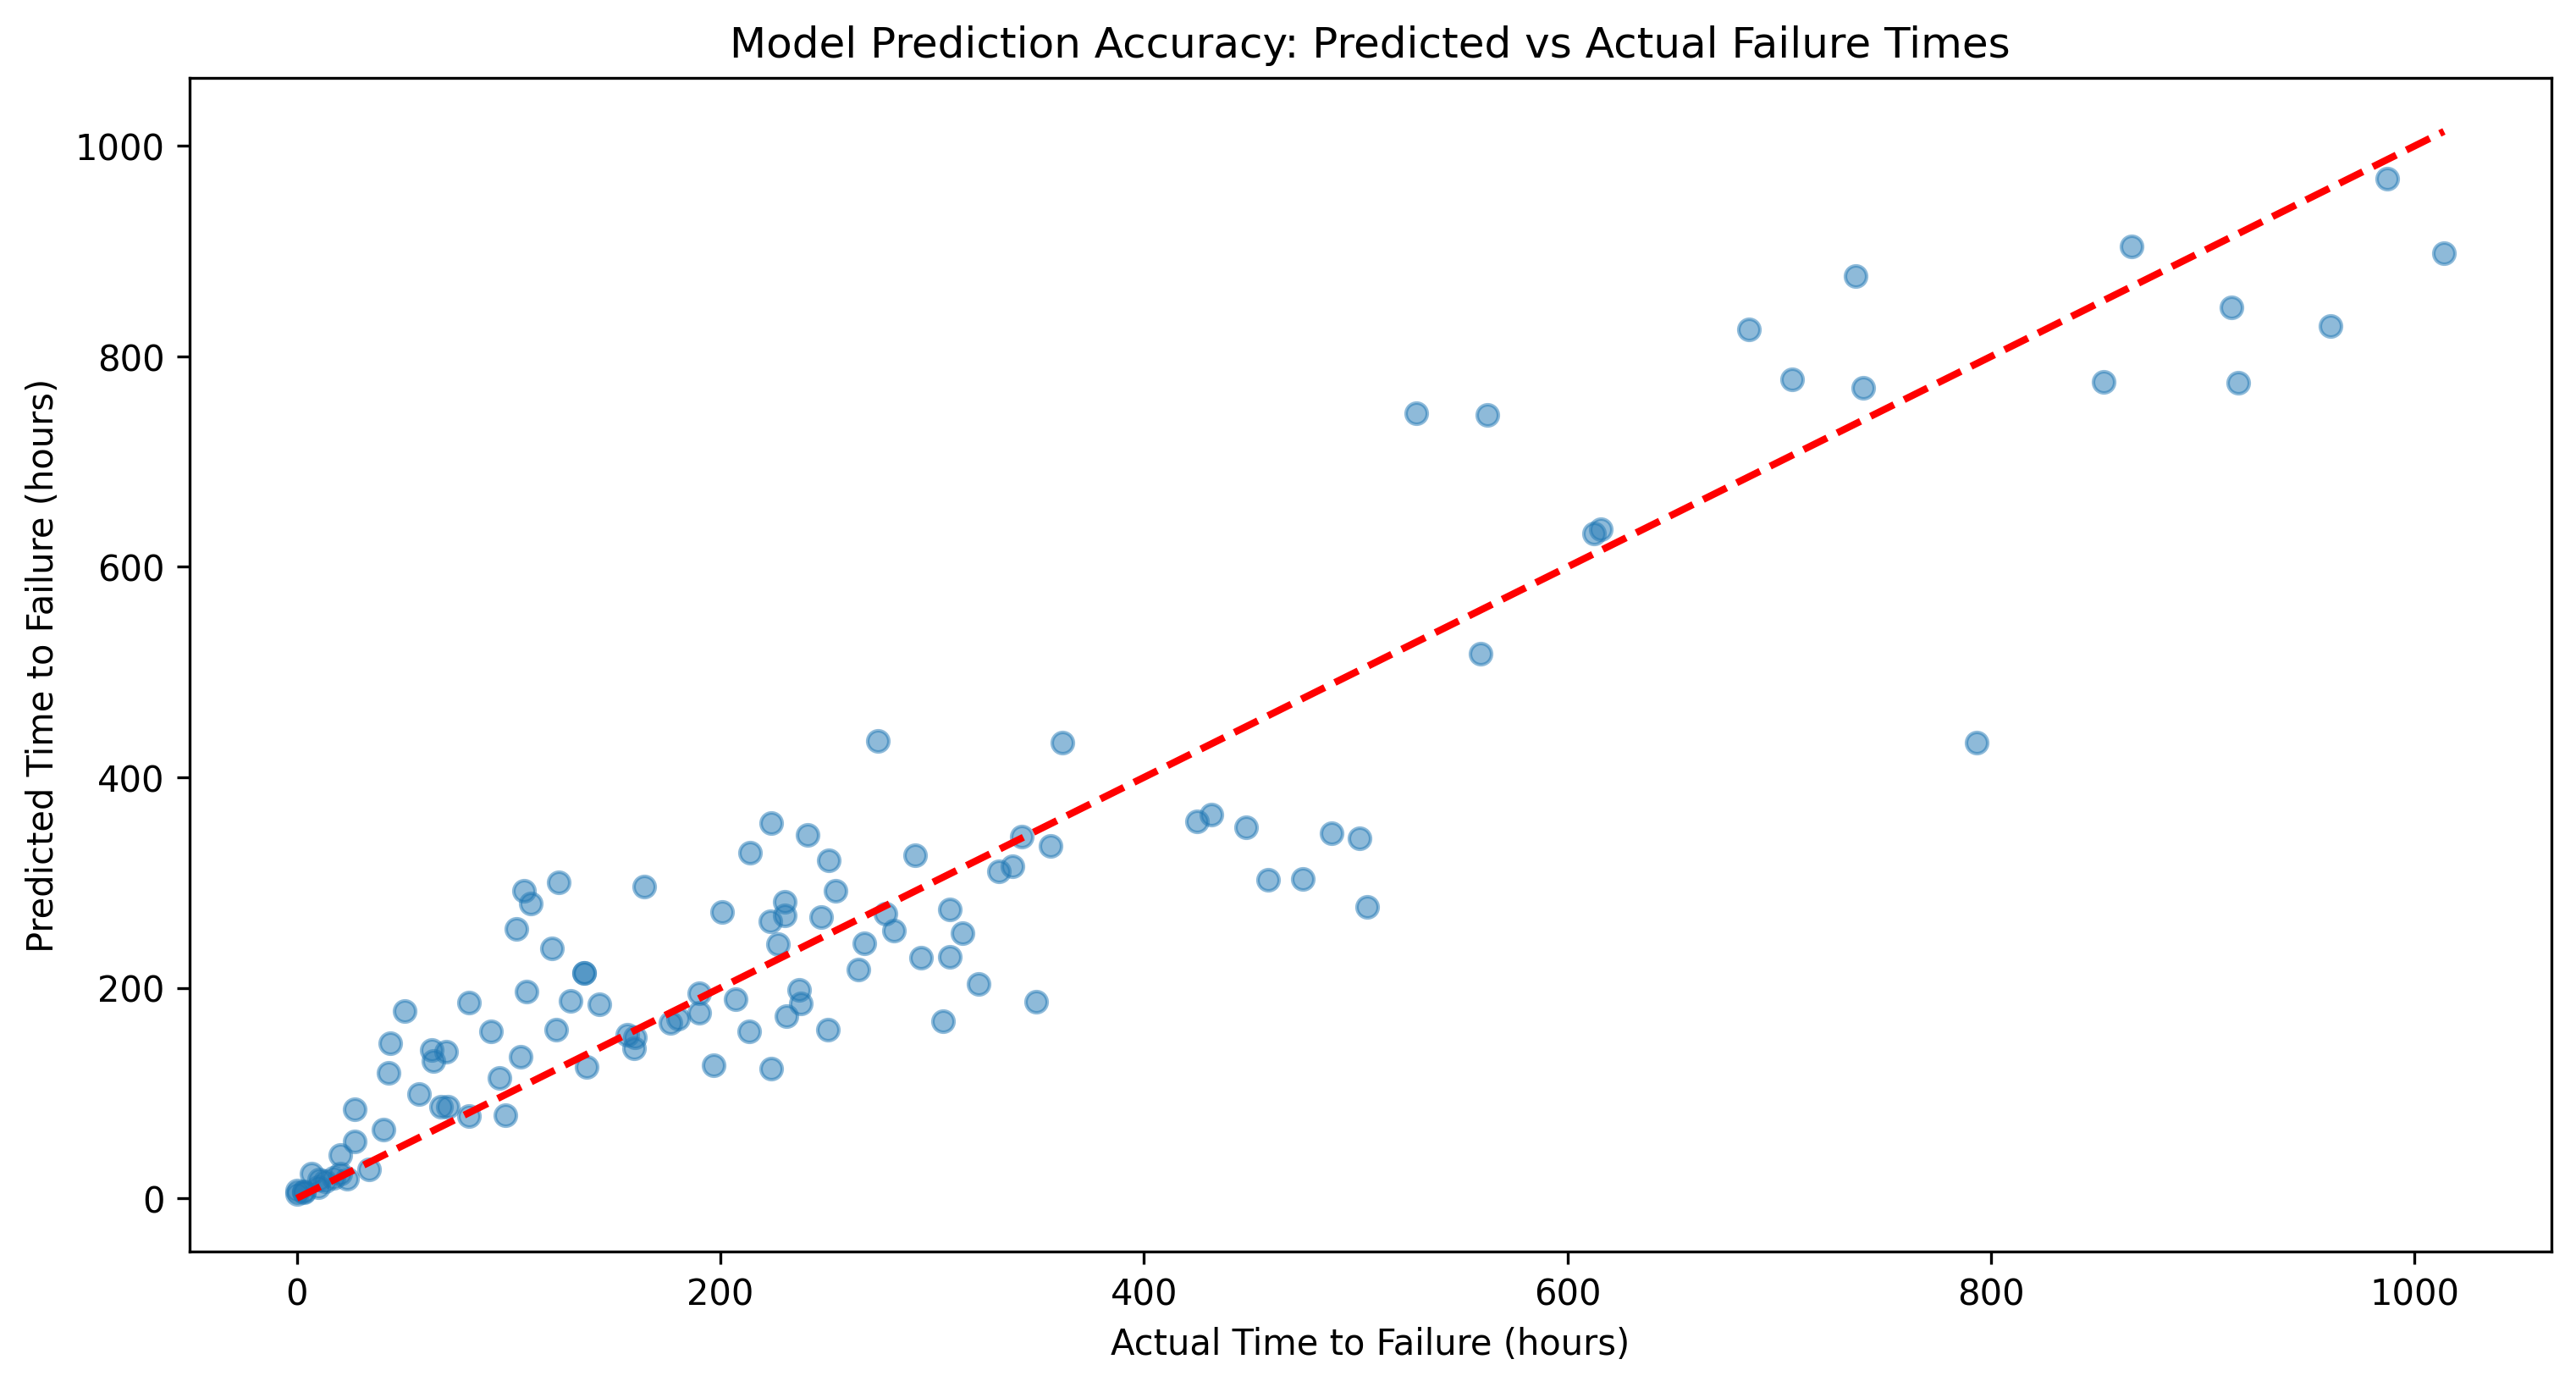 Model Prediction Accuracy: Predicted vs Actual Failure Times
Predicted Time to Failure (hours)
1000
800
600
400
200
0
0 200 400 600 800 1000
Actual Time to Failure (hours)